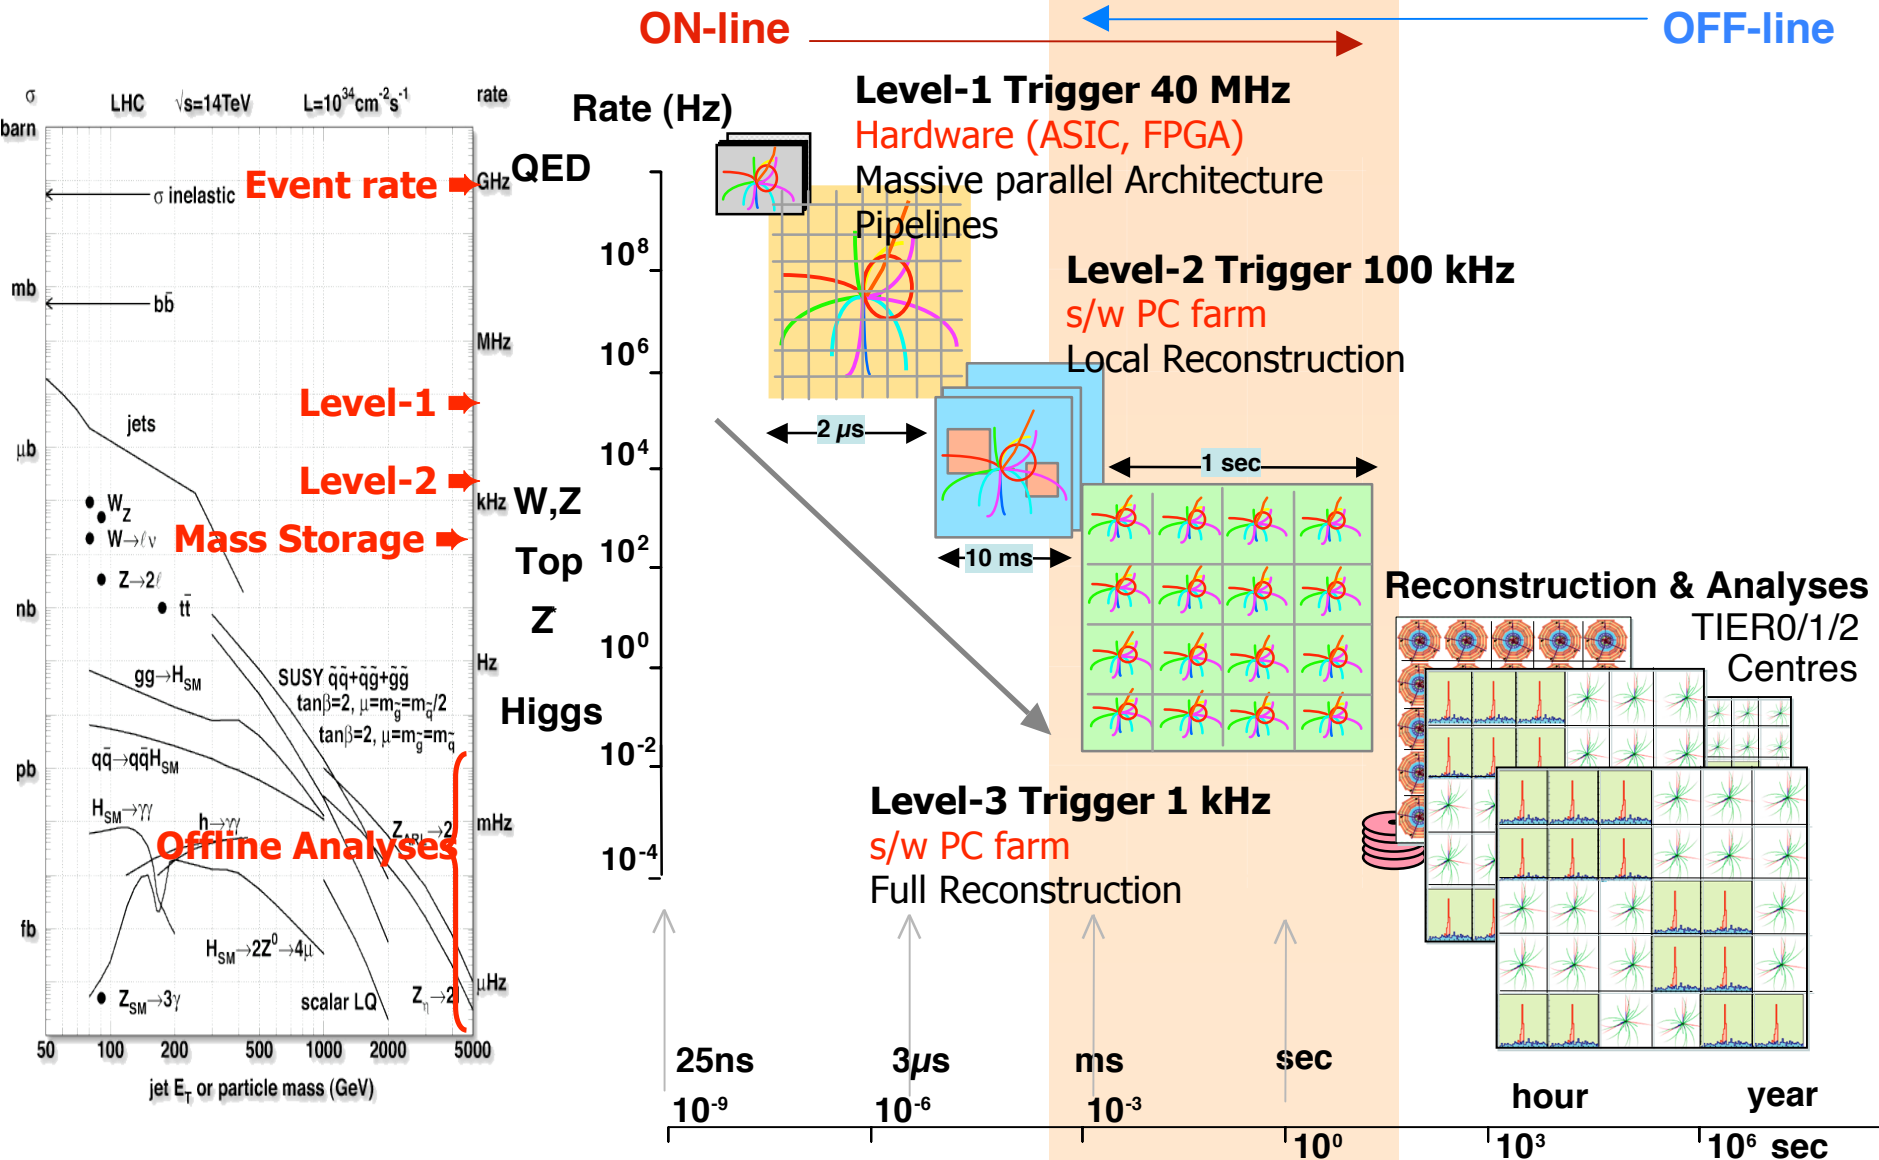 ON-line
OFF-line
σ LHC √s=14TeV L=10³⁴cm⁻²s⁻¹ rate
barn
Event rate
GHz
σ inelastic
mb
bb̄
MHz
Level-1
jets
μb
Level-2
kHz
W
Z
W→ℓν
Mass Storage
Z→2ℓ
nb
tt̄
Hz
gg→H_SM
SUSY q̃q̃+q̃g̃+g̃g̃
tanβ=2, μ=m_g̃=m_q̃/2
tanβ=2, μ=m_g̃=m_q̃
qq̄→qq̄H_SM
pb
H_SM→γγ
h→γγ
mHz
Offline Analyses
fb
H_SM→2Z⁰→4μ
μHz
Z_SM→3γ
scalar LQ
Z_η→2l
50 100 200 500 1000 2000 5000
jet E_T or particle mass (GeV)
QED
W,Z
Top
Z*
Higgs
Rate (Hz)
10⁸
10⁶
10⁴
10²
10⁰
10⁻²
10⁻⁴
Level-1 Trigger 40 MHz
Hardware (ASIC, FPGA)
Massive parallel Architecture
Pipelines
2 μs
Level-2 Trigger 100 kHz
s/w PC farm
Local Reconstruction
10 ms
1 sec
Level-3 Trigger 1 kHz
s/w PC farm
Full Reconstruction
Reconstruction & Analyses
TIER0/1/2
Centres
25ns 3μs ms sec
hour year
10⁻⁹ 10⁻⁶ 10⁻³
10⁰ 10³ 10⁶ sec